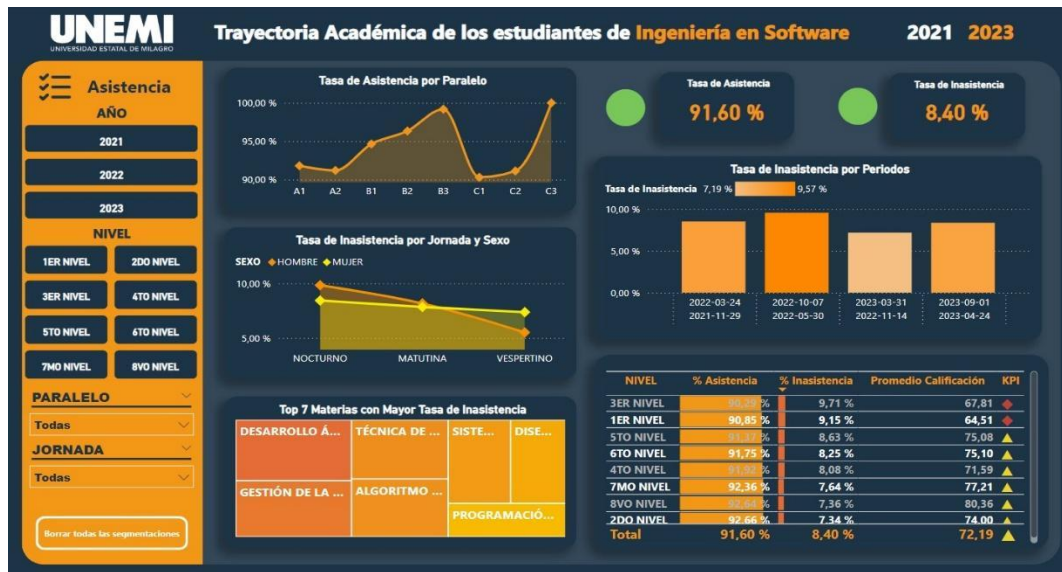 UNEMI
UNIVERSIDAD ESTATAL DE MILAGRO
Trayectoria Académica de los estudiantes de Ingeniería en Software
2021 2023
Asistencia
AÑO
2021
2022
2023
NIVEL
1ER NIVEL 2DO NIVEL
3ER NIVEL 4TO NIVEL
5TO NIVEL 6TO NIVEL
7MO NIVEL 8VO NIVEL
PARALELO
Todas
JORNADA
Todas
Borrar todas las segmentaciones
Tasa de Asistencia por Paralelo
100,00 %
95,00 %
90,00 %
A1 A2 B1 B2 B3 C1 C2 C3
Tasa de Inasistencia por Jornada y Sexo
SEXO HOMBRE MUJER
10,00 %
5,00 %
NOCTURNO MATUTINA VESPERTINO
Top 7 Materias con Mayor Tasa de Inasistencia
DESARROLLO Á... TÉCNICA DE ... SISTE... DISE...
GESTIÓN DE LA ... ALGORITMO ...
PROGRAMACIÓ...
Tasa de Asistencia
91,60 %
Tasa de Inasistencia
8,40 %
Tasa de Inasistencia por Periodos
Tasa de Inasistencia 7,19 % 9,57 %
10,00 %
5,00 %
0,00 %
2022-03-24 2022-10-07 2023-03-31 2023-09-01
2021-11-29 2022-05-30 2022-11-14 2023-04-24
NIVEL % Asistencia % Inasistencia Promedio Calificación KPI
3ER NIVEL 90,29 % 9,71 % 67,81
1ER NIVEL 90,85 % 9,15 % 64,51
5TO NIVEL 91,37 % 8,63 % 75,08
6TO NIVEL 91,75 % 8,25 % 75,10
4TO NIVEL 91,92 % 8,08 % 71,59
7MO NIVEL 92,36 % 7,64 % 77,21
8VO NIVEL 92,64 % 7,36 % 80,36
2DO NIVEL 92,66 % 7,34 % 74,00
Total 91,60 % 8,40 % 72,19